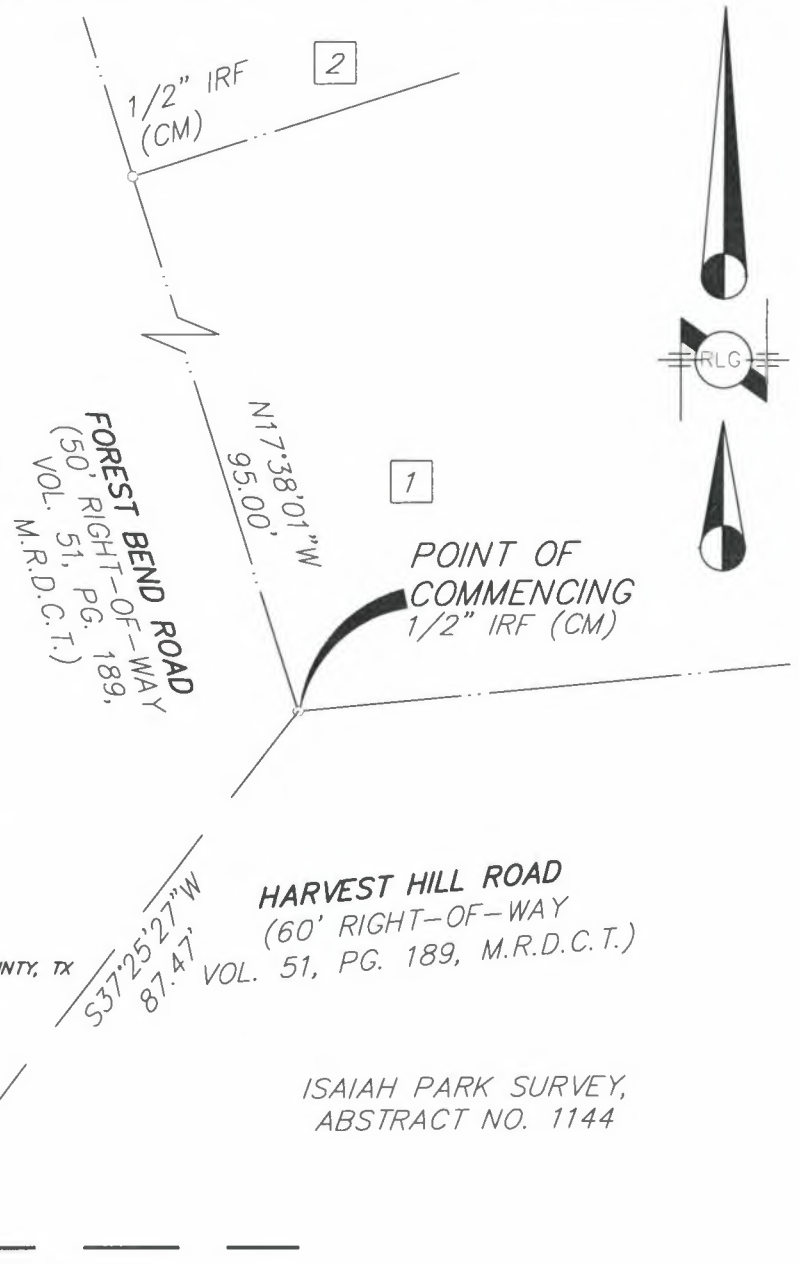 1/2" IRF
(CM)
2
RLG
FOREST BEND ROAD
(50' RIGHT-OF-WAY
VOL. 51, PG. 189,
M.R.D.C.T.)
N17°38'01"W
95.00'
1
POINT OF
COMMENCING
1/2" IRF (CM)
HARVEST HILL ROAD
(60' RIGHT-OF-WAY
VOL. 51, PG. 189, M.R.D.C.T.)
S37°25'27"W
87.47'
NTY, TX
ISAIAH PARK SURVEY,
ABSTRACT NO. 1144